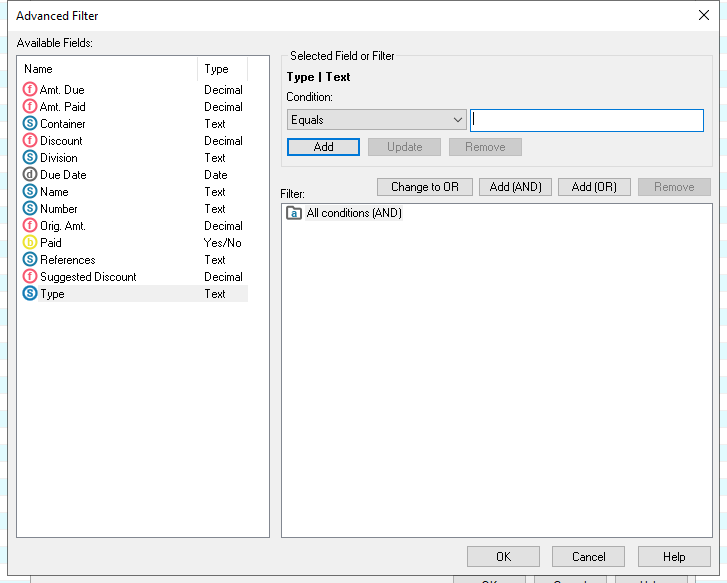 Advanced Filter
Available Fields:
Name Type
f Amt. Due Decimal
f Amt. Paid Decimal
S Container Text
f Discount Decimal
S Division Text
d Due Date Date
S Name Text
S Number Text
f Orig. Amt. Decimal
b Paid Yes/No
S References Text
f Suggested Discount Decimal
S Type Text
Selected Field or Filter
Type | Text
Condition:
Equals
Add Update Remove
Filter:
Change to OR Add (AND) Add (OR) Remove
a All conditions (AND)
OK Cancel Help